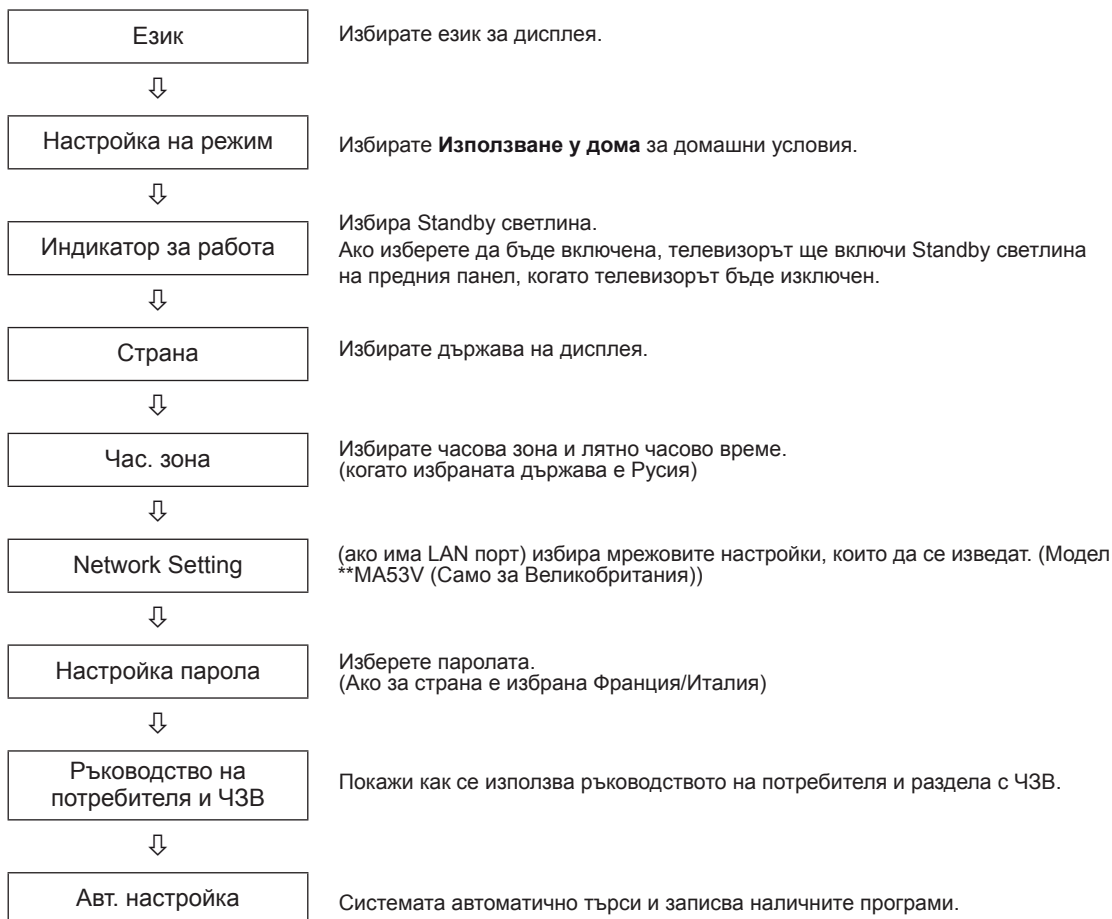 Език
Избирате език за дисплея.
Настройка на режим
Избирате Използване у дома за домашни условия.
Индикатор за работа
Избира Standby светлина.
Ако изберете да бъде включена, телевизорът ще включи Standby светлина
на предния панел, когато телевизорът бъде изключен.
Страна
Избирате държава на дисплея.
Час. зона
Избирате часова зона и лятно часово време.
(когато избраната държава е Русия)
Network Setting
(ако има LAN порт) избира мрежовите настройки, които да се изведат. (Модел
**MA53V (Само за Великобритания))
Настройка парола
Изберете паролата.
(Ако за страна е избрана Франция/Италия)
Ръководство на
потребителя и ЧЗВ
Покажи как се използва ръководството на потребителя и раздела с ЧЗВ.
Авт. настройка
Системата автоматично търси и записва наличните програми.